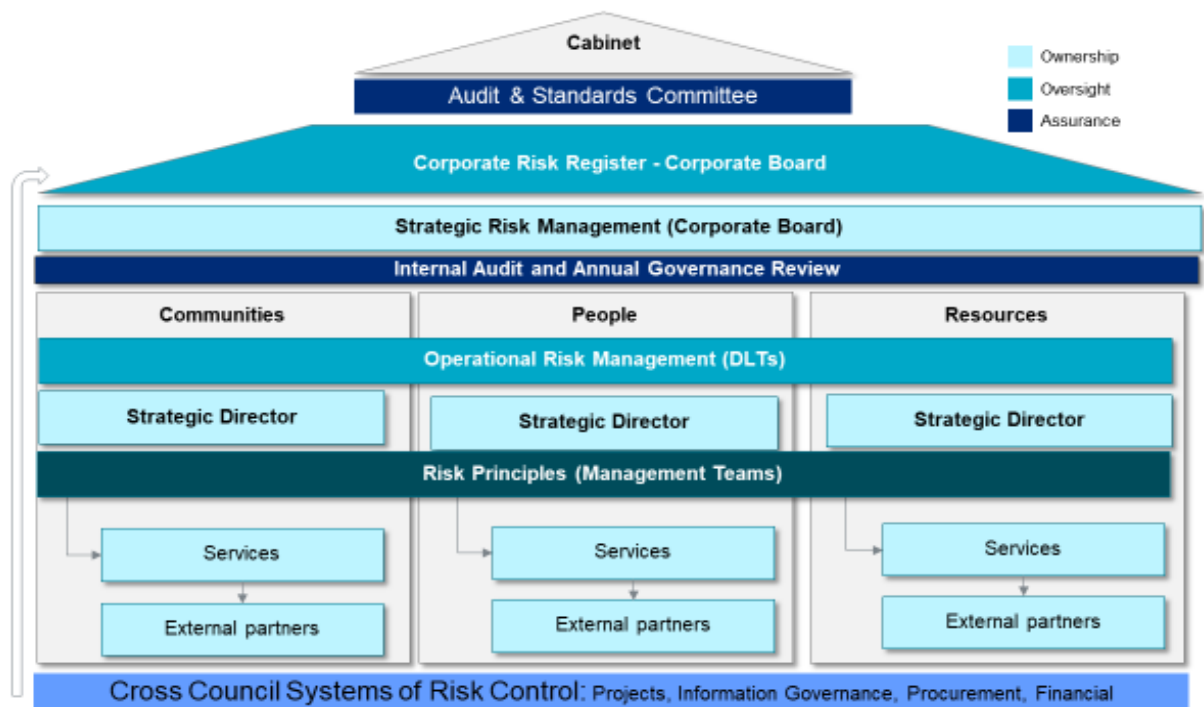 Cabinet
Audit & Standards Committee
Ownership
Oversight
Assurance
Corporate Risk Register - Corporate Board
Strategic Risk Management (Corporate Board)
Internal Audit and Annual Governance Review
Communities
People
Resources
Operational Risk Management (DLTs)
Strategic Director
Strategic Director
Strategic Director
Risk Principles (Management Teams)
Services
Services
Services
External partners
External partners
External partners
Cross Council Systems of Risk Control: Projects, Information Governance, Procurement, Financial